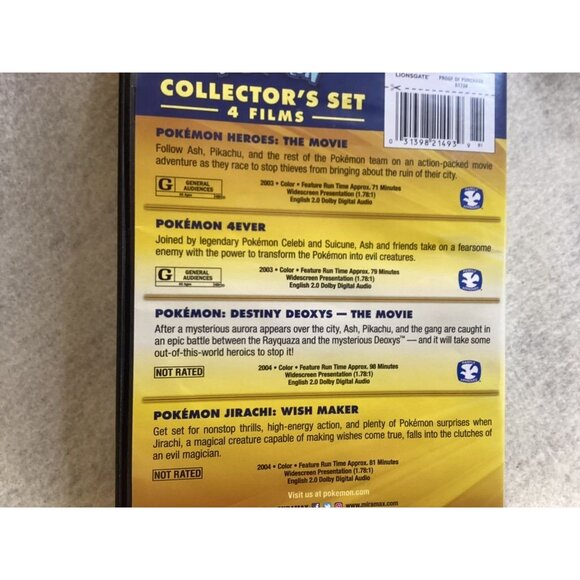 COLLECTOR'S SET
4 FILMS
LIONSGATE PROOF OF PURCHASE
0 31398 21493 9
POKÉMON HEROES: THE MOVIE
Follow Ash, Pikachu, and the rest of the Pokémon team on an action-packed movie
adventure as they race to stop thieves from bringing about the ruin of their city.
G GENERAL AUDIENCES
2003 • Color • Feature Run Time Approx. 71 Minutes
Widescreen Presentation (1.78:1)
English 2.0 Dolby Digital Audio
POKÉMON 4EVER
Joined by legendary Pokémon Celebi and Suicune, Ash and friends take on a fearsome
enemy with the power to transform the Pokémon into evil creatures.
G GENERAL AUDIENCES
2003 • Color • Feature Run Time Approx. 79 Minutes
Widescreen Presentation (1.78:1)
English 2.0 Dolby Digital Audio
POKÉMON: DESTINY DEOXYS — THE MOVIE
After a mysterious aurora appears over the city, Ash, Pikachu, and the gang are caught in
an epic battle between the Rayquaza and the mysterious Deoxys™ — and it will take some
out-of-this-world heroics to stop it!
NOT RATED
2004 • Color • Feature Run Time Approx. 98 Minutes
Widescreen Presentation (1.78:1)
English 2.0 Dolby Digital Audio
POKÉMON JIRACHI: WISH MAKER
Get set for nonstop thrills, high-energy action, and plenty of Pokémon surprises when
Jirachi, a magical creature capable of making wishes come true, falls into the clutches of
an evil magician.
NOT RATED
2004 • Color • Feature Run Time Approx. 81 Minutes
Widescreen Presentation (1.78:1)
English 2.0 Dolby Digital Audio
Visit us at pokemon.com
MIRAMAX www.miramax.com